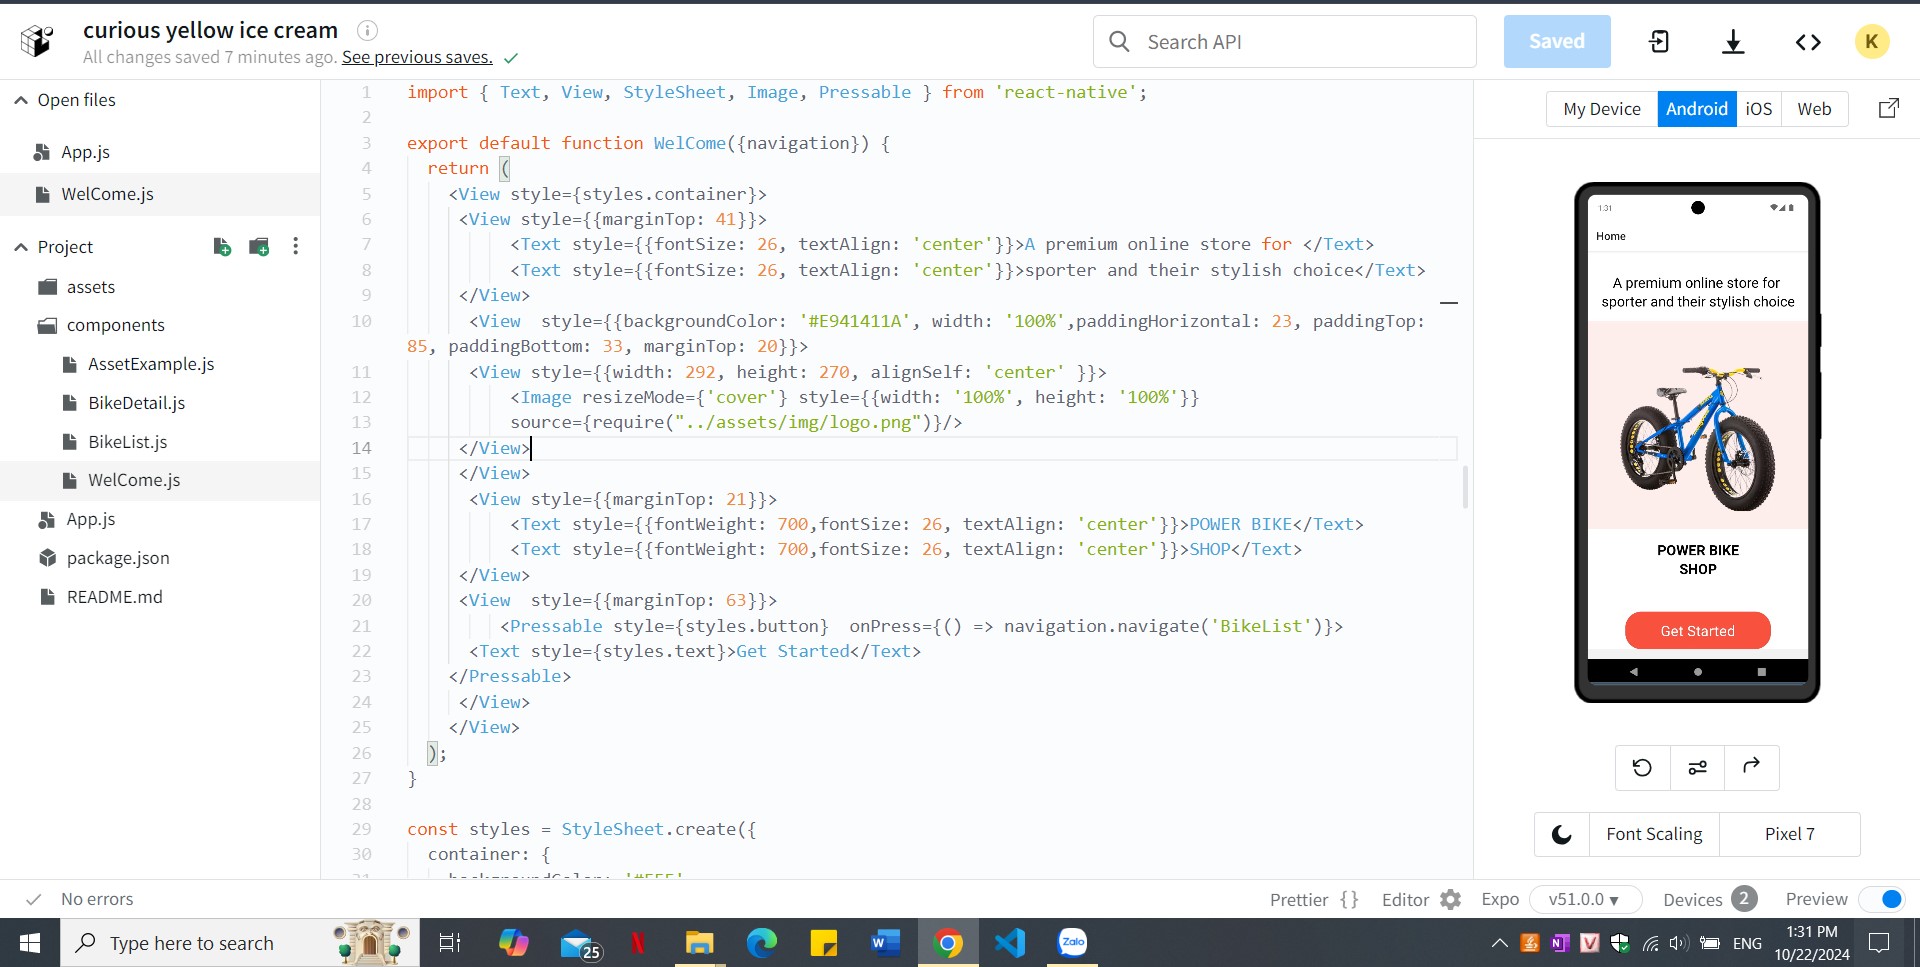 curious yellow ice cream
All changes saved 7 minutes ago. See previous saves.
Search API
Saved
K
Open files
App.js
WelCome.js
Project
assets
components
AssetExample.js
BikeDetail.js
BikeList.js
WelCome.js
App.js
package.json
README.md
1 import { Text, View, StyleSheet, Image, Pressable } from 'react-native';
2
3 export default function WelCome({navigation}) {
4 return (
5 <View style={styles.container}>
6 <View style={{marginTop: 41}}>
7 <Text style={{fontSize: 26, textAlign: 'center'}}>A premium online store for </Text>
8 <Text style={{fontSize: 26, textAlign: 'center'}}>sporter and their stylish choice</Text>
9 </View>
10 <View  style={{backgroundColor: '#E941411A', width: '100%',paddingHorizontal: 23, paddingTop:
85, paddingBottom: 33, marginTop: 20}}>
11 <View style={{width: 292, height: 270, alignSelf: 'center' }}>
12 <Image resizeMode={'cover'} style={{width: '100%', height: '100%'}}
13 source={require("../assets/img/logo.png")}/>
14 </View>
15 </View>
16 <View style={{marginTop: 21}}>
17 <Text style={{fontWeight: 700,fontSize: 26, textAlign: 'center'}}>POWER BIKE</Text>
18 <Text style={{fontWeight: 700,fontSize: 26, textAlign: 'center'}}>SHOP</Text>
19 </View>
20 <View  style={{marginTop: 63}}>
21 <Pressable style={styles.button}  onPress={() => navigation.navigate('BikeList')}>
22 <Text style={styles.text}>Get Started</Text>
23 </Pressable>
24 </View>
25 </View>
26 );
27 }
28
29 const styles = StyleSheet.create({
30 container: {
My Device
Android
iOS
Web
1:31
Home
A premium online store for
sporter and their stylish choice
POWER BIKE
SHOP
Get Started
Font Scaling
Pixel 7
No errors
Prettier {}
Editor
Expo
v51.0.0
Devices 2
Preview
Type here to search
25
Zalo
ENG
1:31 PM
10/22/2024